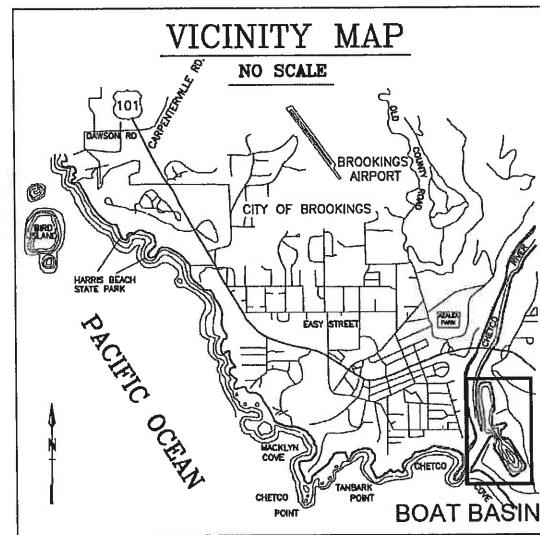 VICINITY MAP
NO SCALE
101
CARPENTERVILLE RD.
DAWSON RD
OLD
COUNTY ROAD
BROOKINGS
AIRPORT
CITY OF BROOKINGS
BIRD
ISLAND
HARRIS BEACH
STATE PARK
RIVER
CHETCO
AZALEA
PARK
EASY STREET
PACIFIC OCEAN
N
MACKLYN
COVE
CHETCO
POINT
TANBARK
POINT
CHETCO
COVE
BOAT BASIN